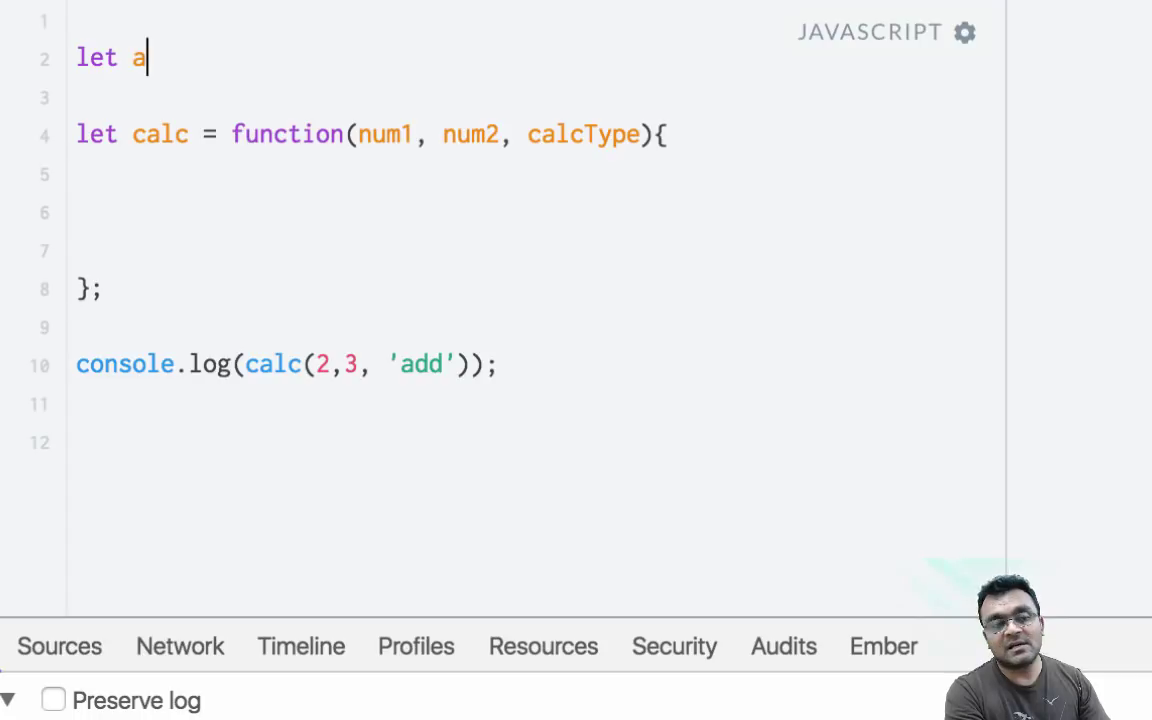 1
JAVASCRIPT
2 let a
3
4 let calc = function(num1, num2, calcType){
5
6
7
8 };
9
10 console.log(calc(2,3, 'add'));
11
12
Sources Network Timeline Profiles Resources Security Audits Ember
Preserve log